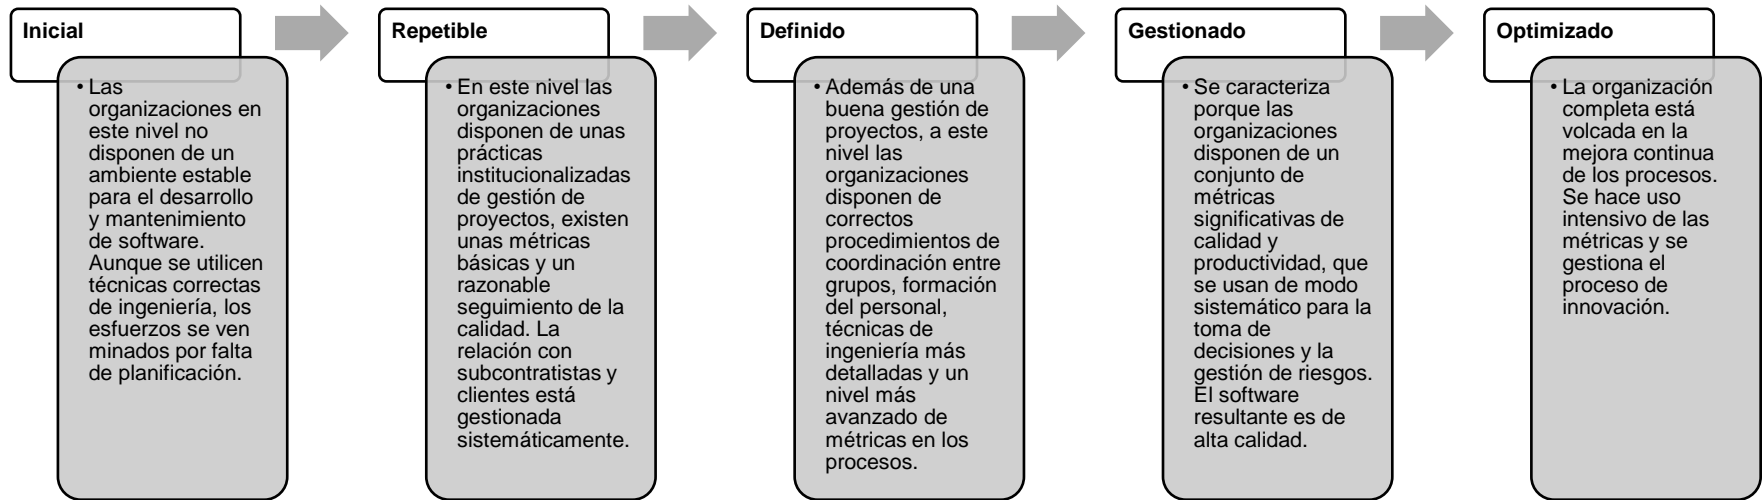 Inicial
• Las
organizaciones en
este nivel no
disponen de un
ambiente estable
para el desarrollo
y mantenimiento
de software.
Aunque se utilicen
técnicas correctas
de ingeniería, los
esfuerzos se ven
minados por falta
de planificación.
Repetible
• En este nivel las
organizaciones
disponen de unas
prácticas
institucionalizadas
de gestión de
proyectos, existen
unas métricas
básicas y un
razonable
seguimiento de la
calidad. La
relación con
subcontratistas y
clientes está
gestionada
sistemáticamente.
Definido
• Además de una
buena gestión de
proyectos, a este
nivel las
organizaciones
disponen de
correctos
procedimientos de
coordinación entre
grupos, formación
del personal,
técnicas de
ingeniería más
detalladas y un
nivel más
avanzado de
métricas en los
procesos.
Gestionado
• Se caracteriza
porque las
organizaciones
disponen de un
conjunto de
métricas
significativas de
calidad y
productividad, que
se usan de modo
sistemático para la
toma de
decisiones y la
gestión de riesgos.
El software
resultante es de
alta calidad.
Optimizado
• La organización
completa está
volcada en la
mejora continua
de los procesos.
Se hace uso
intensivo de las
métricas y se
gestiona el
proceso de
innovación.